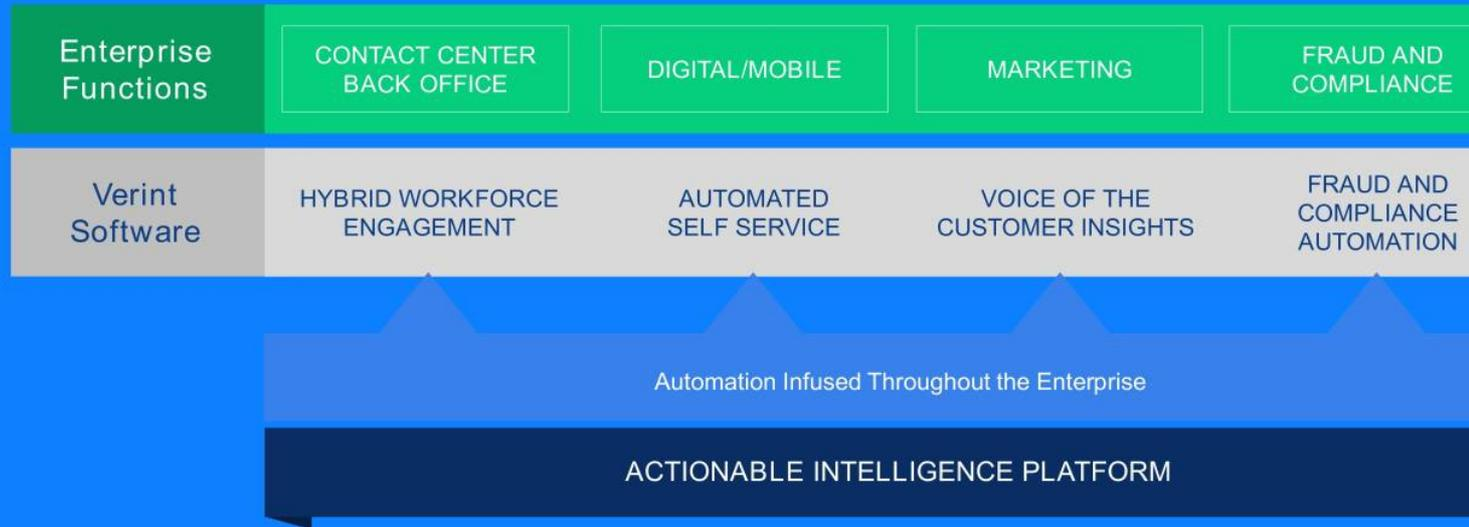 Enterprise
Functions
CONTACT CENTER
BACK OFFICE
DIGITAL/MOBILE
MARKETING
FRAUD AND
COMPLIANCE
Verint
Software
HYBRID WORKFORCE
ENGAGEMENT
AUTOMATED
SELF SERVICE
VOICE OF THE
CUSTOMER INSIGHTS
FRAUD AND
COMPLIANCE
AUTOMATION
Automation Infused Throughout the Enterprise
ACTIONABLE INTELLIGENCE PLATFORM